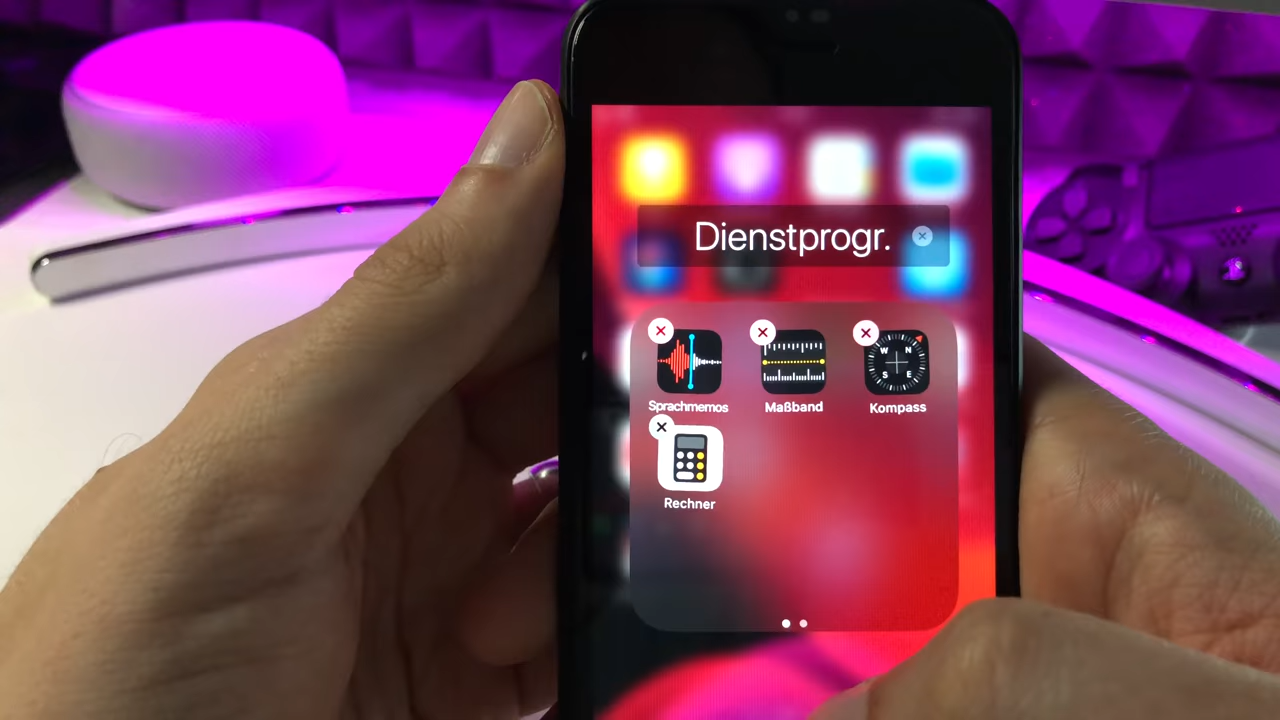 Dienstprogr.
Sprachmemos
Maßband
W N
S E
Kompass
Rechner